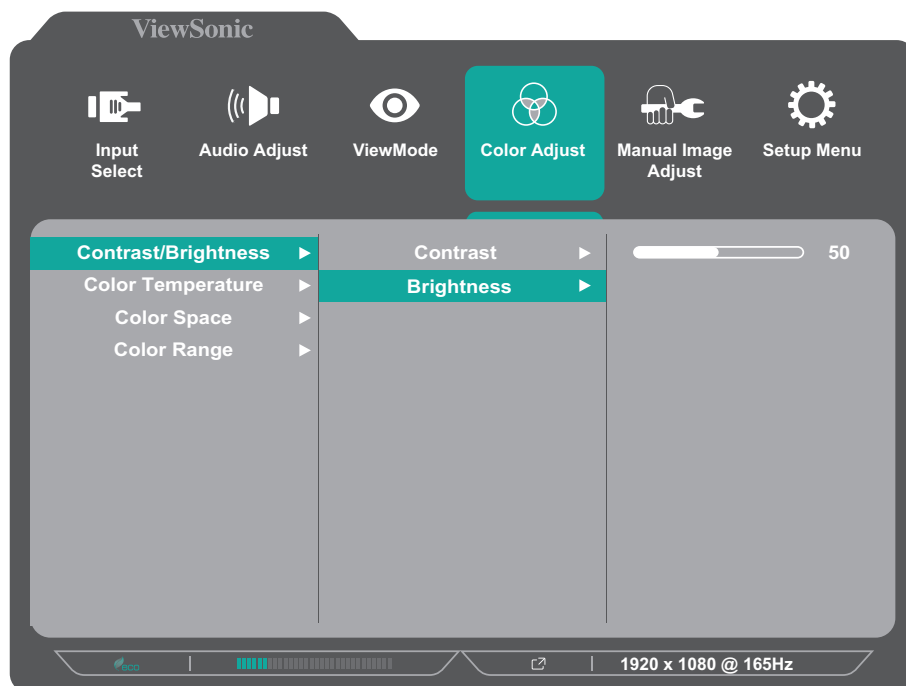 ViewSonic
Input Select
Audio Adjust
ViewMode
Color Adjust
Manual Image Adjust
Setup Menu
Contrast/Brightness
Contrast
50
Color Temperature
Brightness
Color Space
Color Range
eco
1920 x 1080 @ 165Hz